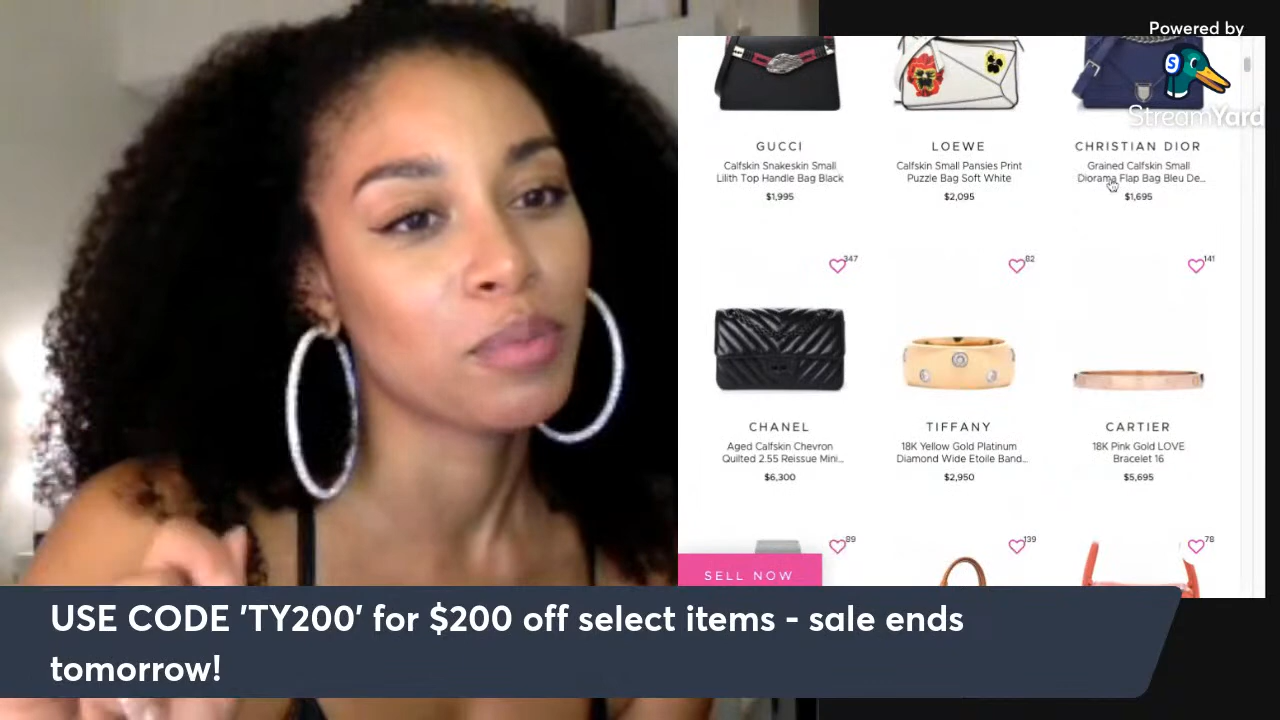 Powered by
S
StreamYard
GUCCI
Calfskin Snakeskin Small
Lilith Top Handle Bag Black
$1,995
LOEWE
Calfskin Small Pansies Print
Puzzle Bag Soft White
$2,095
CHRISTIAN DIOR
Grained Calfskin Small
Diorama Flap Bag Bleu De...
$1,695
347
82
141
CHANEL
Aged Calfskin Chevron
Quilted 2.55 Reissue Mini...
$6,300
TIFFANY
18K Yellow Gold Platinum
Diamond Wide Etoile Band...
$2,950
CARTIER
18K Pink Gold LOVE
Bracelet 16
$5,695
89
139
78
SELL NOW
USE CODE 'TY200' for $200 off select items - sale ends
tomorrow!